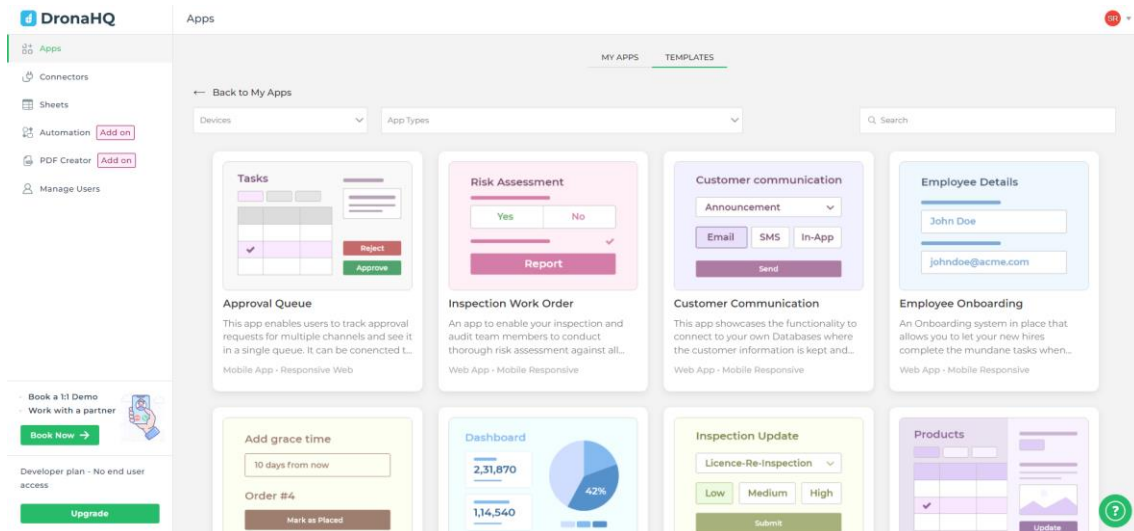 DronaHQ
Apps
SR
Apps
Connectors
Sheets
Automation Add on
PDF Creator Add on
Manage Users
MY APPS TEMPLATES
← Back to My Apps
Devices
App Types
Search
Tasks
Reject
Approve
Approval Queue
This app enables users to track approval
requests for multiple channels and see it
in a single queue. It can be conencted t...
Mobile App • Responsive Web
Risk Assessment
Yes No
Report
Inspection Work Order
An app to enable your inspection and
audit team members to conduct
thorough risk assessment against all...
Web App • Mobile Responsive
Customer communication
Announcement
Email SMS In-App
Send
Customer Communication
This app showcases the functionality to
connect to your own Databases where
the customer information is kept and...
Web App • Mobile Responsive
Employee Details
John Doe
johndoe@acme.com
Employee Onboarding
An Onboarding system in place that
allows you to let your new hires
complete the mundane tasks when...
Web App • Mobile Responsive
Add grace time
10 days from now
Order #4
Mark as Placed
Dashboard
2,31,870
1,14,540
42%
Inspection Update
Licence-Re-Inspection
Low Medium High
Submit
Products
Update
Book a 1:1 Demo
Work with a partner
Book Now →
Developer plan - No end user
access
Upgrade
?